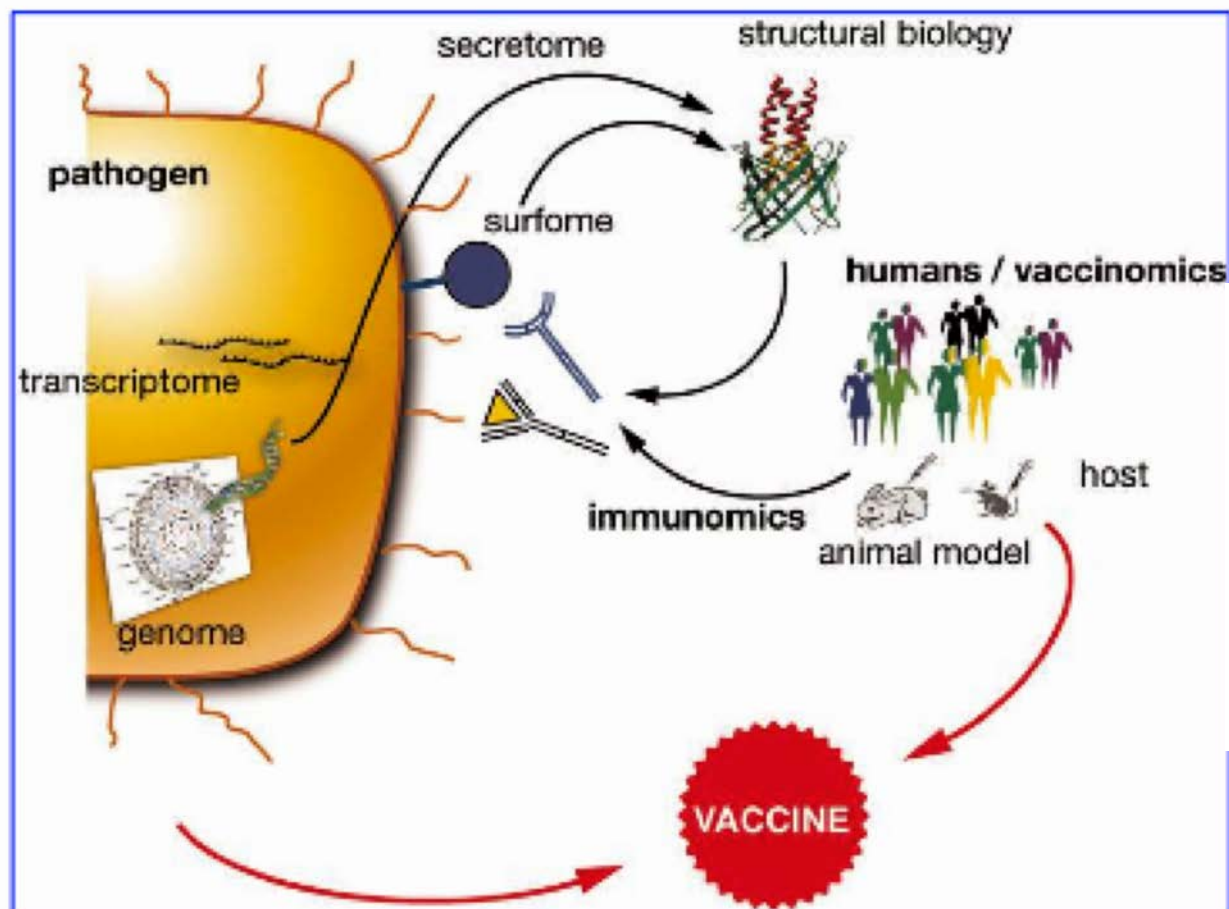 secretome
structural biology
pathogen
surfome
humans / vaccinomics
transcriptome
host
immunomics
animal model
genome
VACCINE